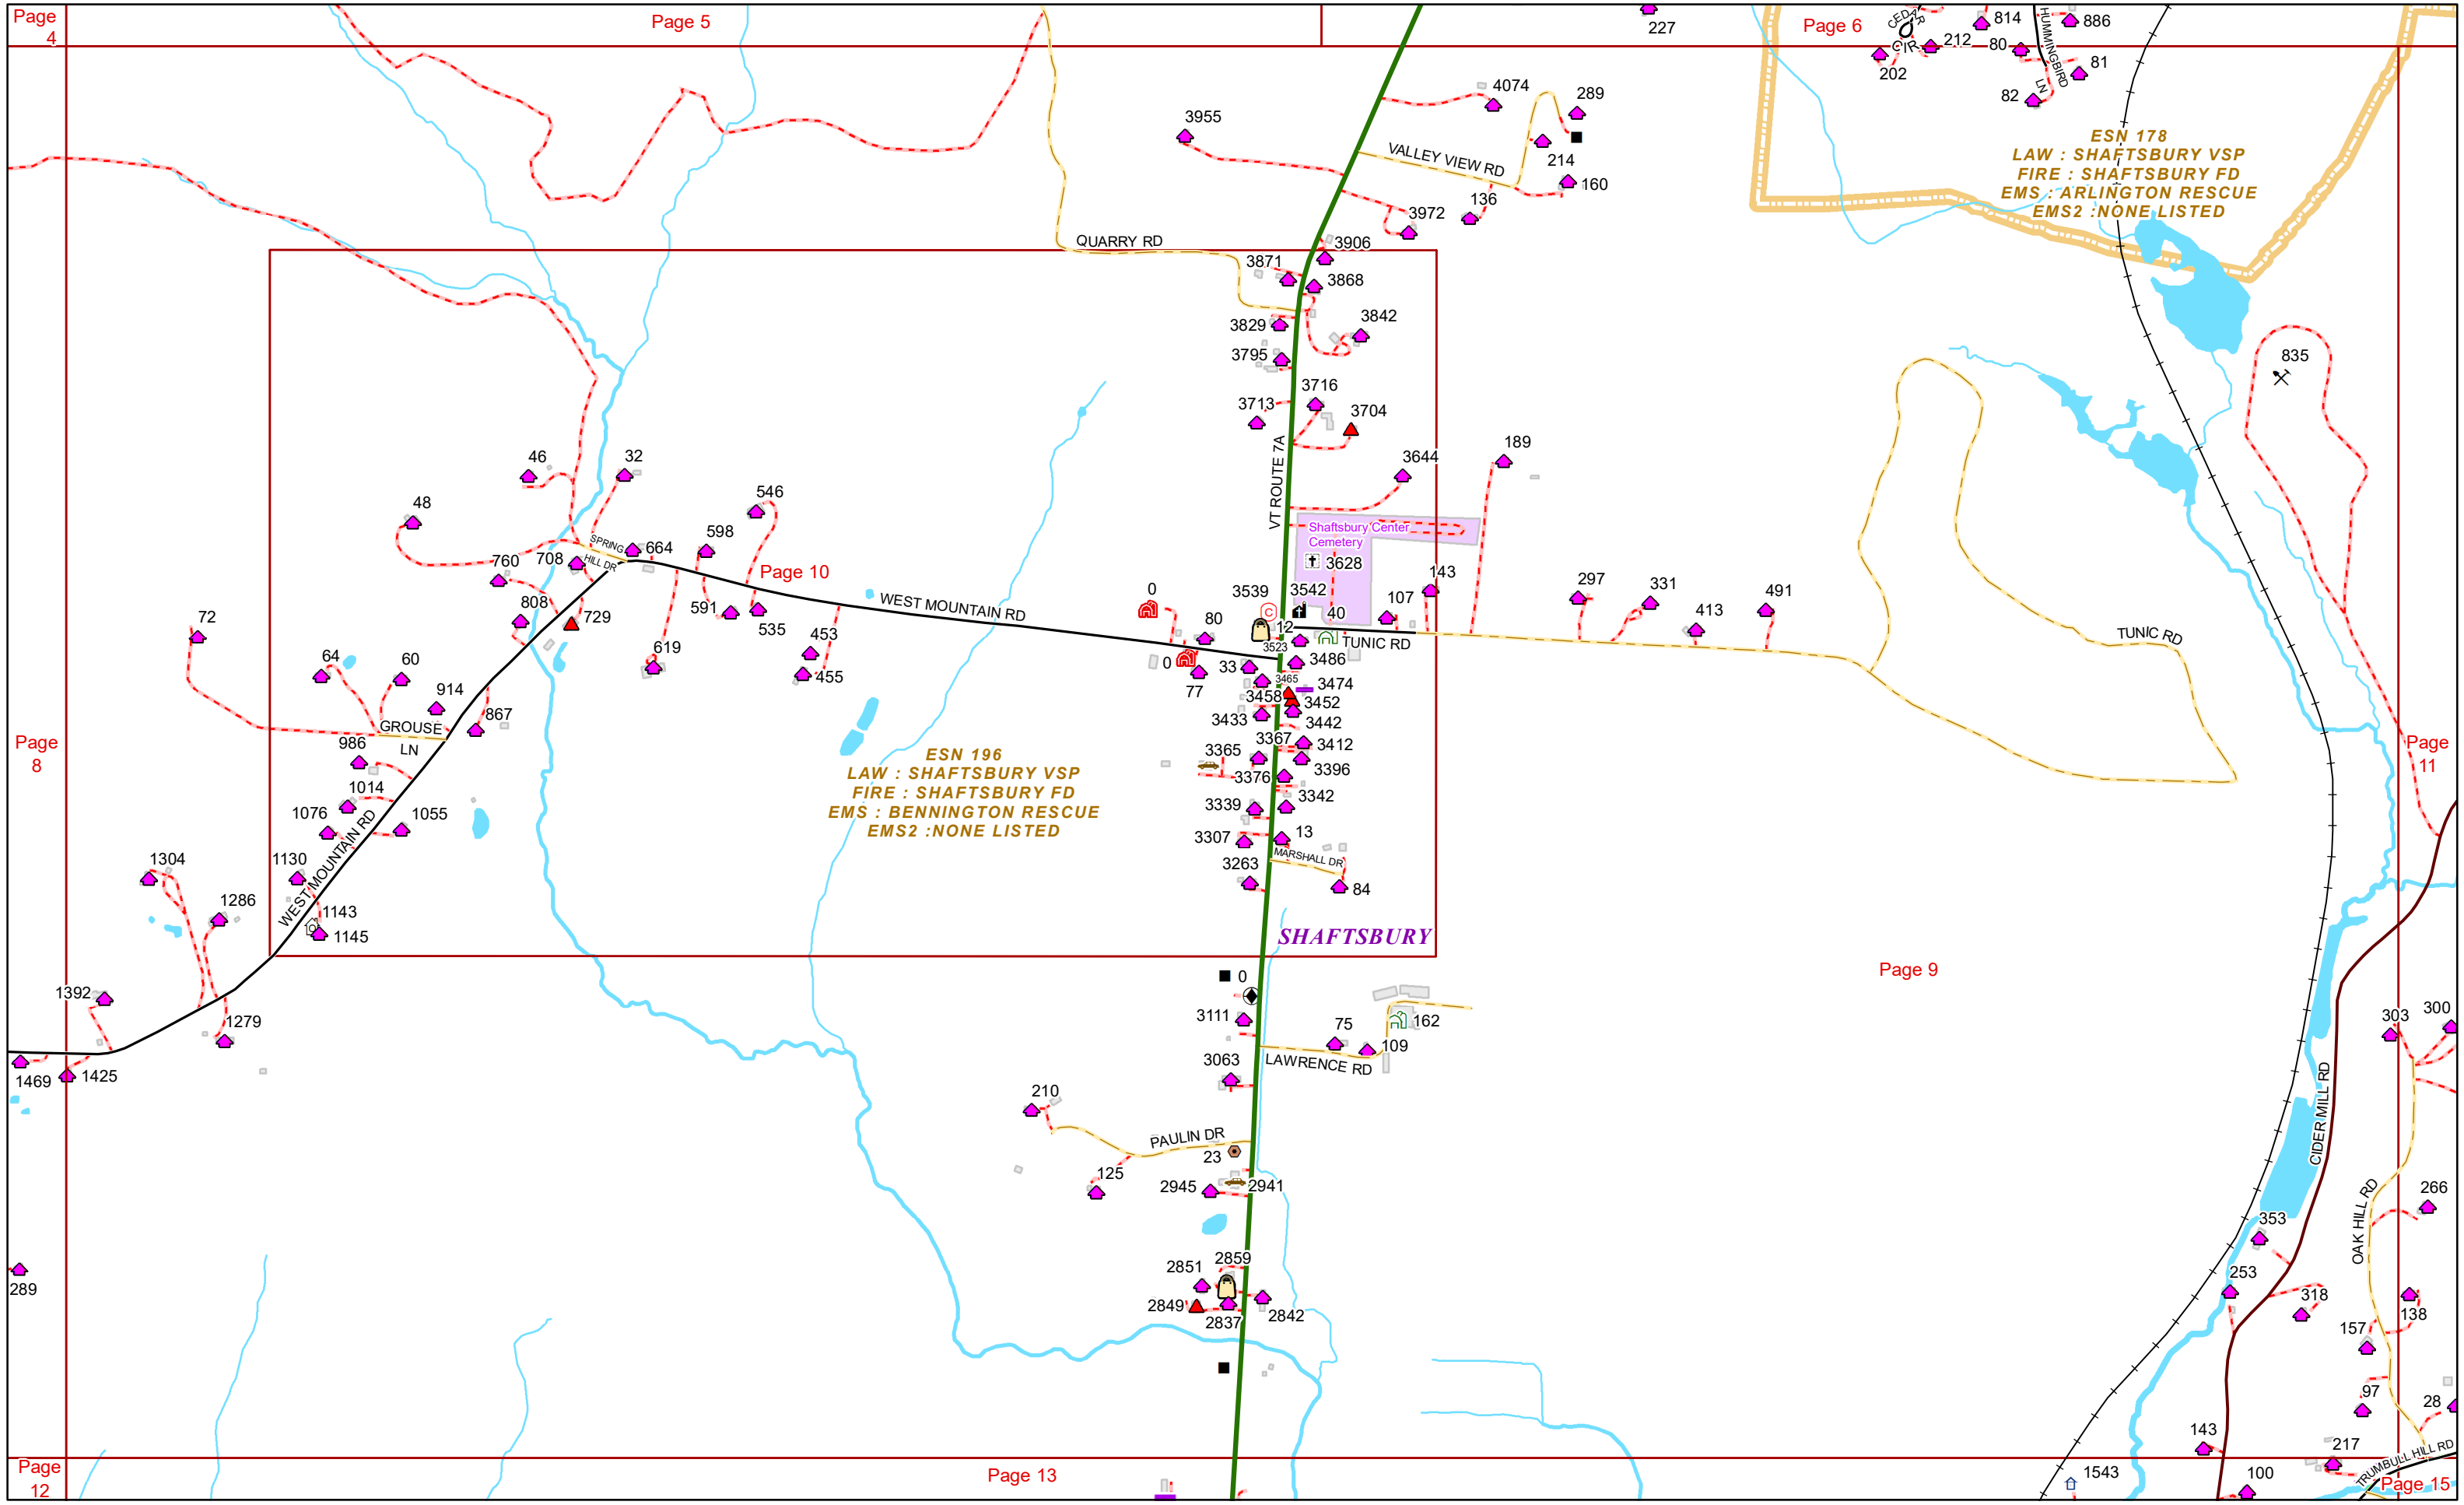 Page
4
Page 5
227
Page 6
CEDAR
CIR
814
212
80
HUMMINGBIRD
LN
886
81
202
82
4074
289
3955
VALLEY VIEW RD
214
160
136
3972
ESN 178
LAW : SHAFTSBURY VSP
FIRE : SHAFTSBURY FD
EMS : ARLINGTON RESCUE
EMS2 :NONE LISTED
QUARRY RD
3906
3871
3868
3829
3842
3795
835
3716
3713
3704
VT ROUTE 7A
46
32
3644
189
48
546
Shaftsbury Center
Cemetery
598
SPRING
HILL DR
664
708
760
Page 10
3628
143
0
3539
3542
297
331
491
72
808
729
591
535
WEST MOUNTAIN RD
80
12
40
107
413
TUNIC RD
TUNIC RD
453
619
3523
64
60
455
0
33
3486
77
3465
3474
914
867
3458
3452
GROUSE
LN
3433
3442
Page
8
986
3367
3412
Page
11
ESN 196
LAW : SHAFTSBURY VSP
FIRE : SHAFTSBURY FD
EMS : BENNINGTON RESCUE
EMS2 :NONE LISTED
3365
3376
3396
1014
1076
1055
3339
3342
WEST MOUNTAIN RD
3307
13
1304
1130
3263
MARSHALL DR
84
1286
1143
1145
SHAFTSBURY
Page 9
0
1392
1279
3111
75
162
303
300
109
LAWRENCE RD
1469
1425
3063
210
CIDER MILL RD
PAULIN DR
23
125
2945
2941
OAK HILL RD
266
353
289
2859
2851
253
2849
2837
2842
318
138
157
97
28
143
217
TRUMBULL HILL RD
Page
12
Page 13
1543
100
Page 15